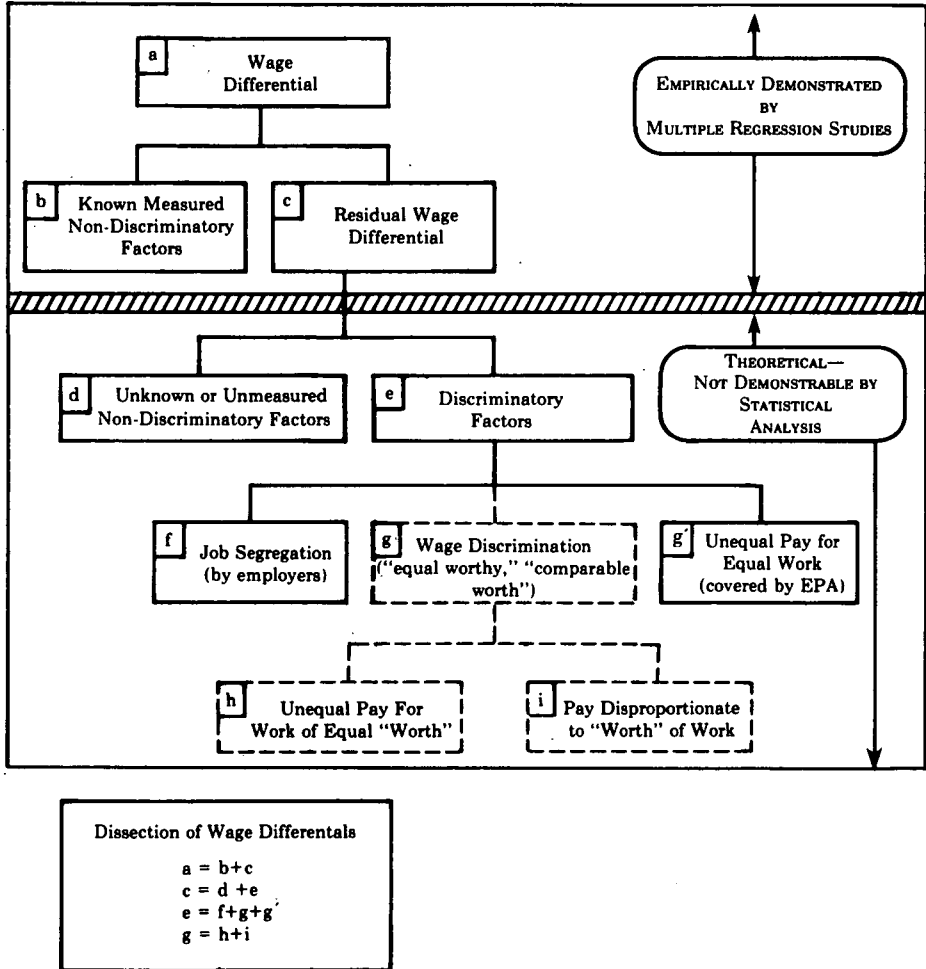 a
Wage
Differential
EMPIRICALLY DEMONSTRATED
BY
MULTIPLE REGRESSION STUDIES
b
Known Measured
Non-Discriminatory
Factors
c
Residual Wage
Differential
d
Unknown or Unmeasured
Non-Discriminatory Factors
e
Discriminatory
Factors
THEORETICAL—
NOT DEMONSTRABLE BY
STATISTICAL
ANALYSIS
f
Job Segregation
(by employers)
g
Wage Discrimination
("equal worthy," "comparable
worth")
g′
Unequal Pay for
Equal Work
(covered by EPA)
h
Unequal Pay For
Work of Equal "Worth"
i
Pay Disproportionate
to "Worth" of Work
Dissection of Wage Differentals
a = b+c
c = d +e
e = f+g+g′
g = h+i